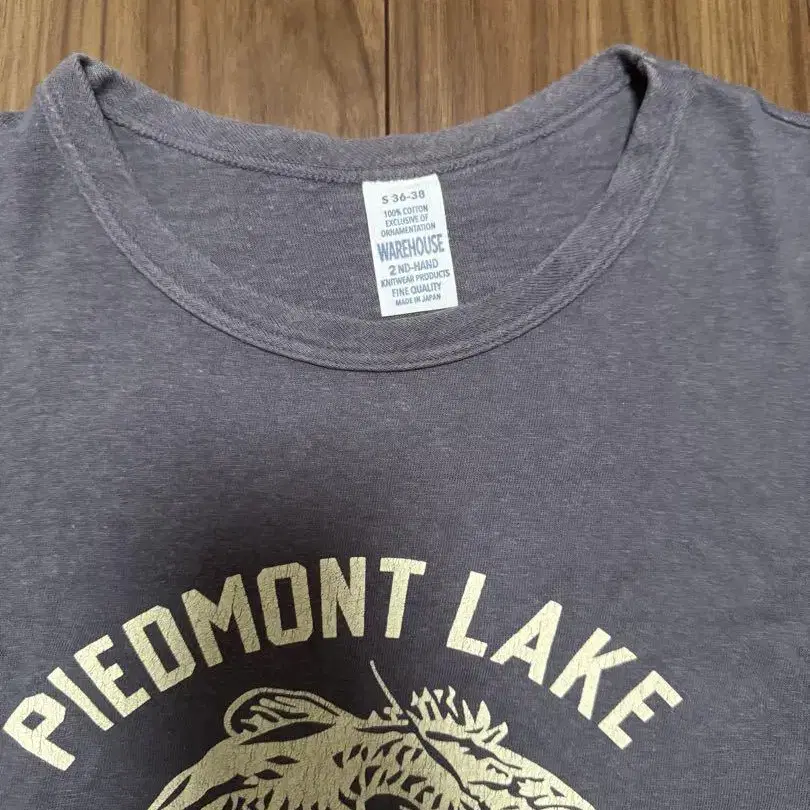 S 36-38
100% COTTON
EXCLUSIVE OF
ORNAMENTATION
WAREHOUSE
2 ND-HAND
KNITWEAR PRODUCTS
FINE QUALITY
MADE IN JAPAN
PIEDMONT LAKE